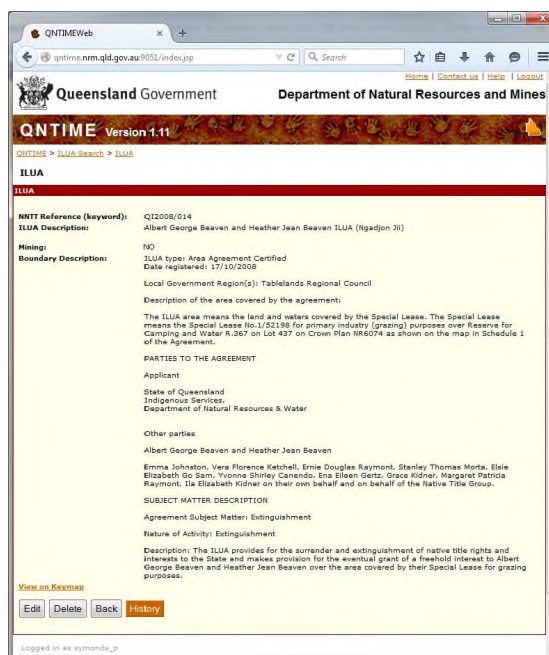 QNTIMEWeb
qntime.nrm.qld.gov.au:9051/index.jsp
Search
Home | Contact us | Help | Logout
Queensland Government
Department of Natural Resources and Mines
QNTIME Version 1.11
QNTIME > ILUA Search > ILUA
ILUA
ILUA
NNTT Reference (keyword): QI2008/014
ILUA Description: Albert George Beaven and Heather Jean Beaven ILUA (Ngadjon Jii)
Mining: NO
Boundary Description: ILUA type: Area Agreement Certified
Date registered: 17/10/2008
Local Government Region(s): Tablelands Regional Council
Description of the area covered by the agreement:
The ILUA area means the land and waters covered by the Special Lease. The Special Lease
means the Special Lease No.1/52198 for primary industry (grazing) purposes over Reserve for
Camping and Water R.367 on Lot 437 on Crown Plan NR6074 as shown on the map in Schedule 1
of the Agreement.
PARTIES TO THE AGREEMENT
Applicant
State of Queensland
Indigenous Services,
Department of Natural Resources & Water
Other parties
Albert George Beaven and Heather Jean Beaven
Emma Johnston, Vera Florence Ketchell, Ernie Douglas Raymont, Stanley Thomas Morta, Elsie
Elizabeth Go Sam, Yvonne Shirley Canendo, Ena Eileen Gertz, Grace Kidner, Margaret Patricia
Raymont, Ila Elizabeth Kidner on their own behalf and on behalf of the Native Title Group.
SUBJECT MATTER DESCRIPTION
Agreement Subject Matter: Extinguishment
Nature of Activity: Extinguishment
Description: The ILUA provides for the surrender and extinguishment of native title rights and
interests to the State and makes provision for the eventual grant of a freehold interest to Albert
George Beaven and Heather Jean Beaven over the area covered by their Special Lease for grazing
purposes.
View on Keymap
Edit Delete Back History
Logged in as symonds_p